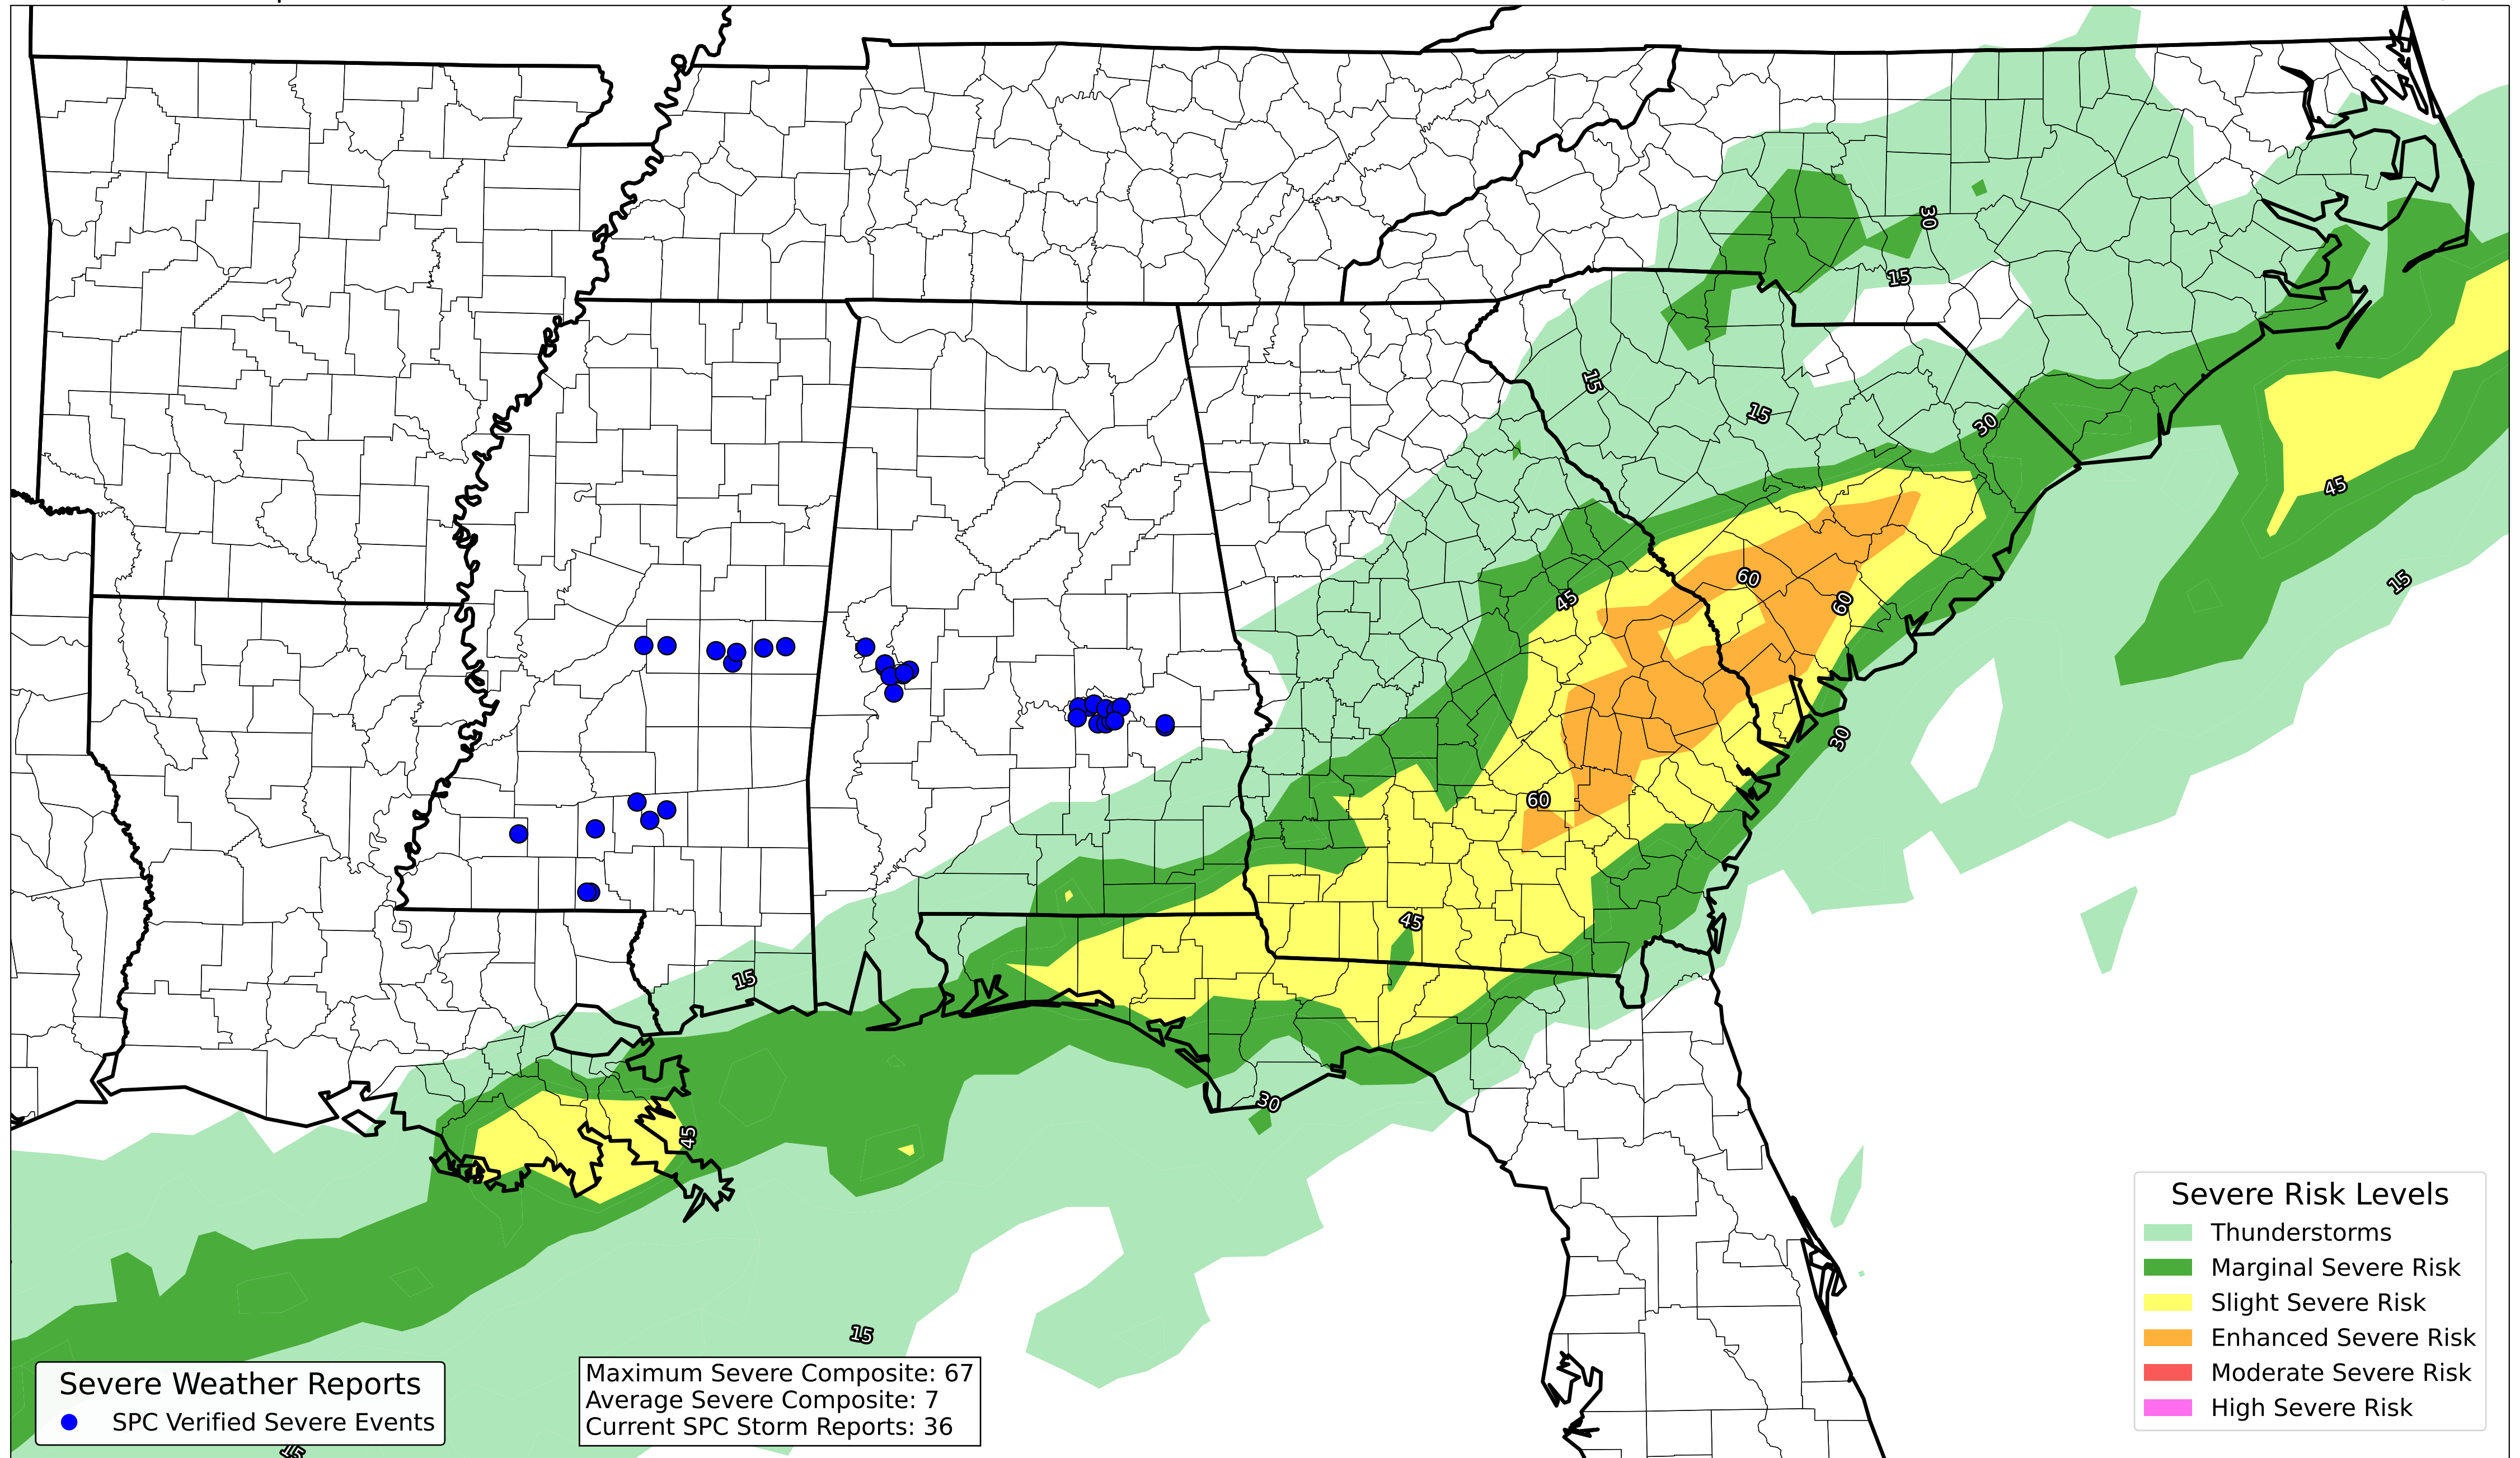 30
15
15
15
30
45
15
60
45
60
30
60
45
15
30
45
15
15
Severe Risk Levels
Thunderstorms
Marginal Severe Risk
Slight Severe Risk
Enhanced Severe Risk
Moderate Severe Risk
High Severe Risk
Severe Weather Reports
SPC Verified Severe Events
Maximum Severe Composite: 67
Average Severe Composite: 7
Current SPC Storm Reports: 36